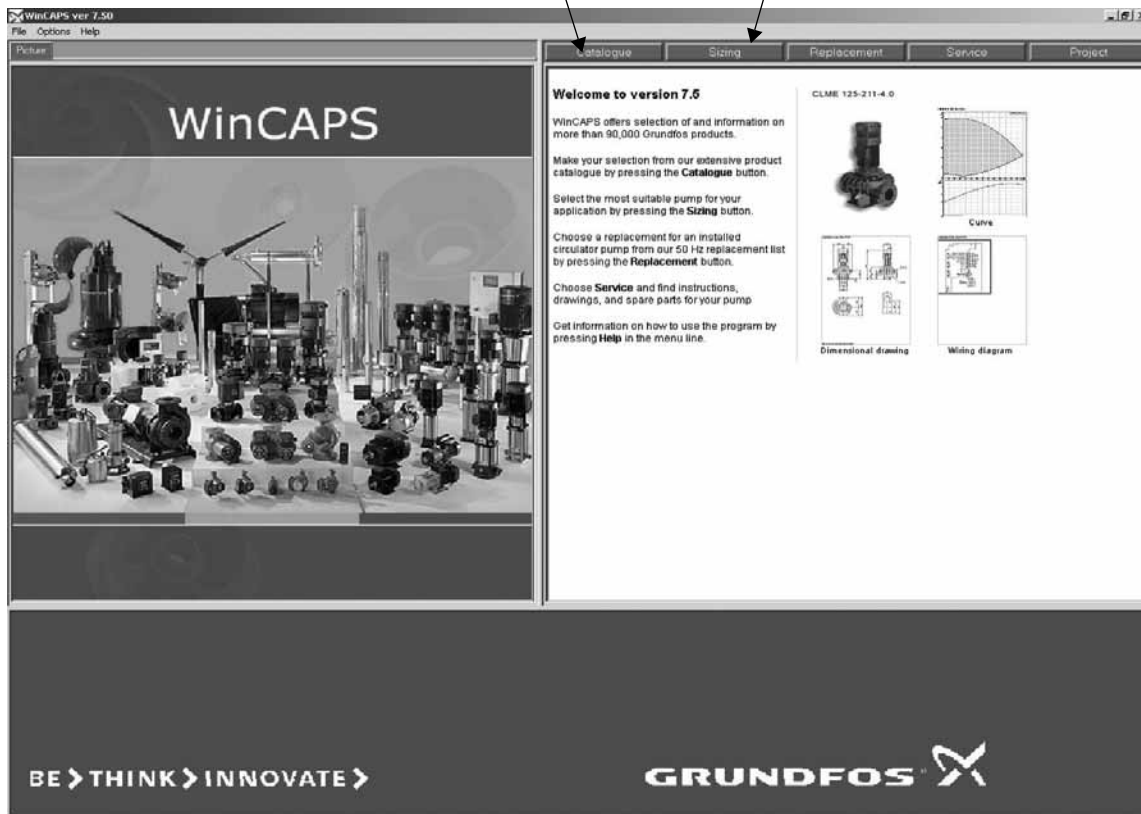 WinCAPS ver 7.50
File Options Help
Picture
Catalogue Sizing Replacement Service Project
WinCAPS
Welcome to version 7.5
WinCAPS offers selection of and information on
more than 90,000 Grundfos products.
Make your selection from our extensive product
catalogue by pressing the Catalogue button.
Select the most suitable pump for your
application by pressing the Sizing button.
Choose a replacement for an installed
circulator pump from our 50 Hz replacement list
by pressing the Replacement button.
Choose Service and find instructions,
drawings, and spare parts for your pump
Get information on how to use the program by
pressing Help in the menu line.
CLME 125-211-4.0
Curve
Dimensional drawing Wiring diagram
BE>THINK>INNOVATE>
GRUNDFOS